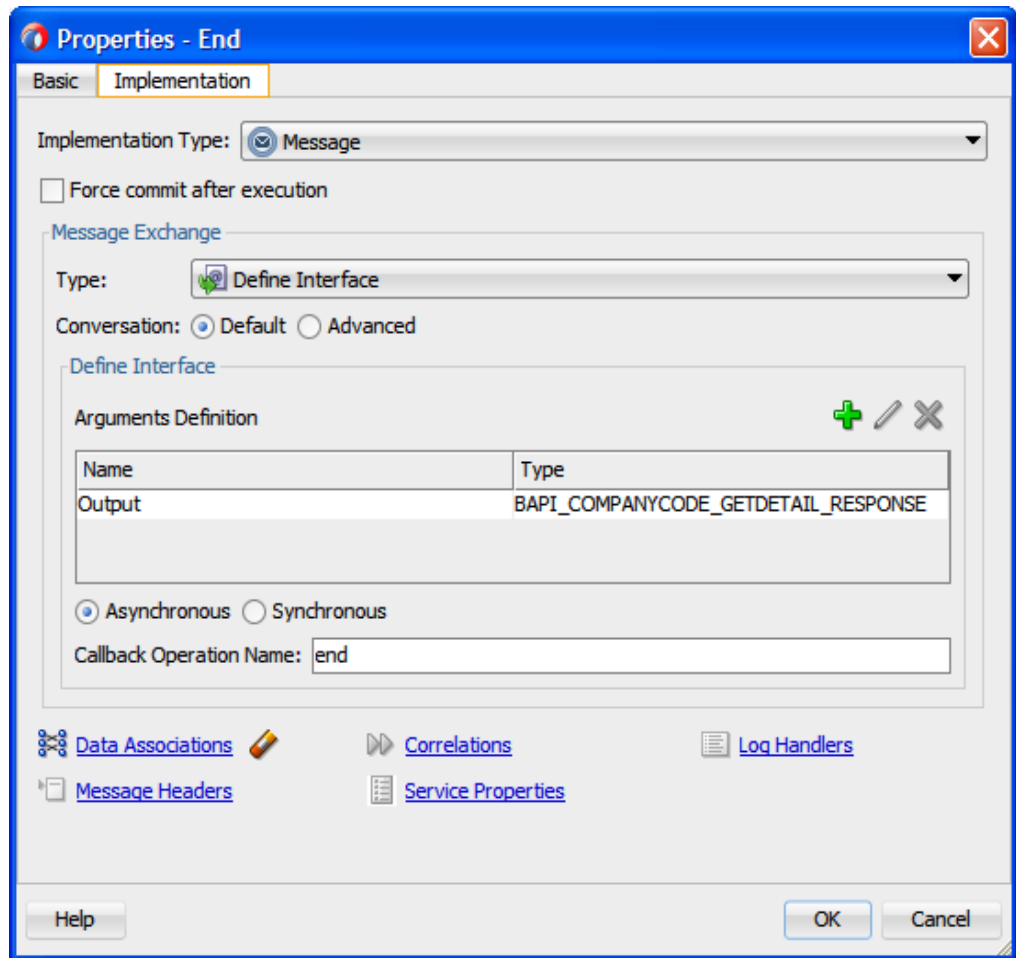 Properties - End
Basic Implementation
Implementation Type: Message
Force commit after execution
Message Exchange
Type: Define Interface
Conversation: Default Advanced
Define Interface
Arguments Definition
Name Type
Output BAPI_COMPANYCODE_GETDETAIL_RESPONSE
Asynchronous Synchronous
Callback Operation Name: end
Data Associations Correlations Log Handlers
Message Headers Service Properties
Help OK Cancel